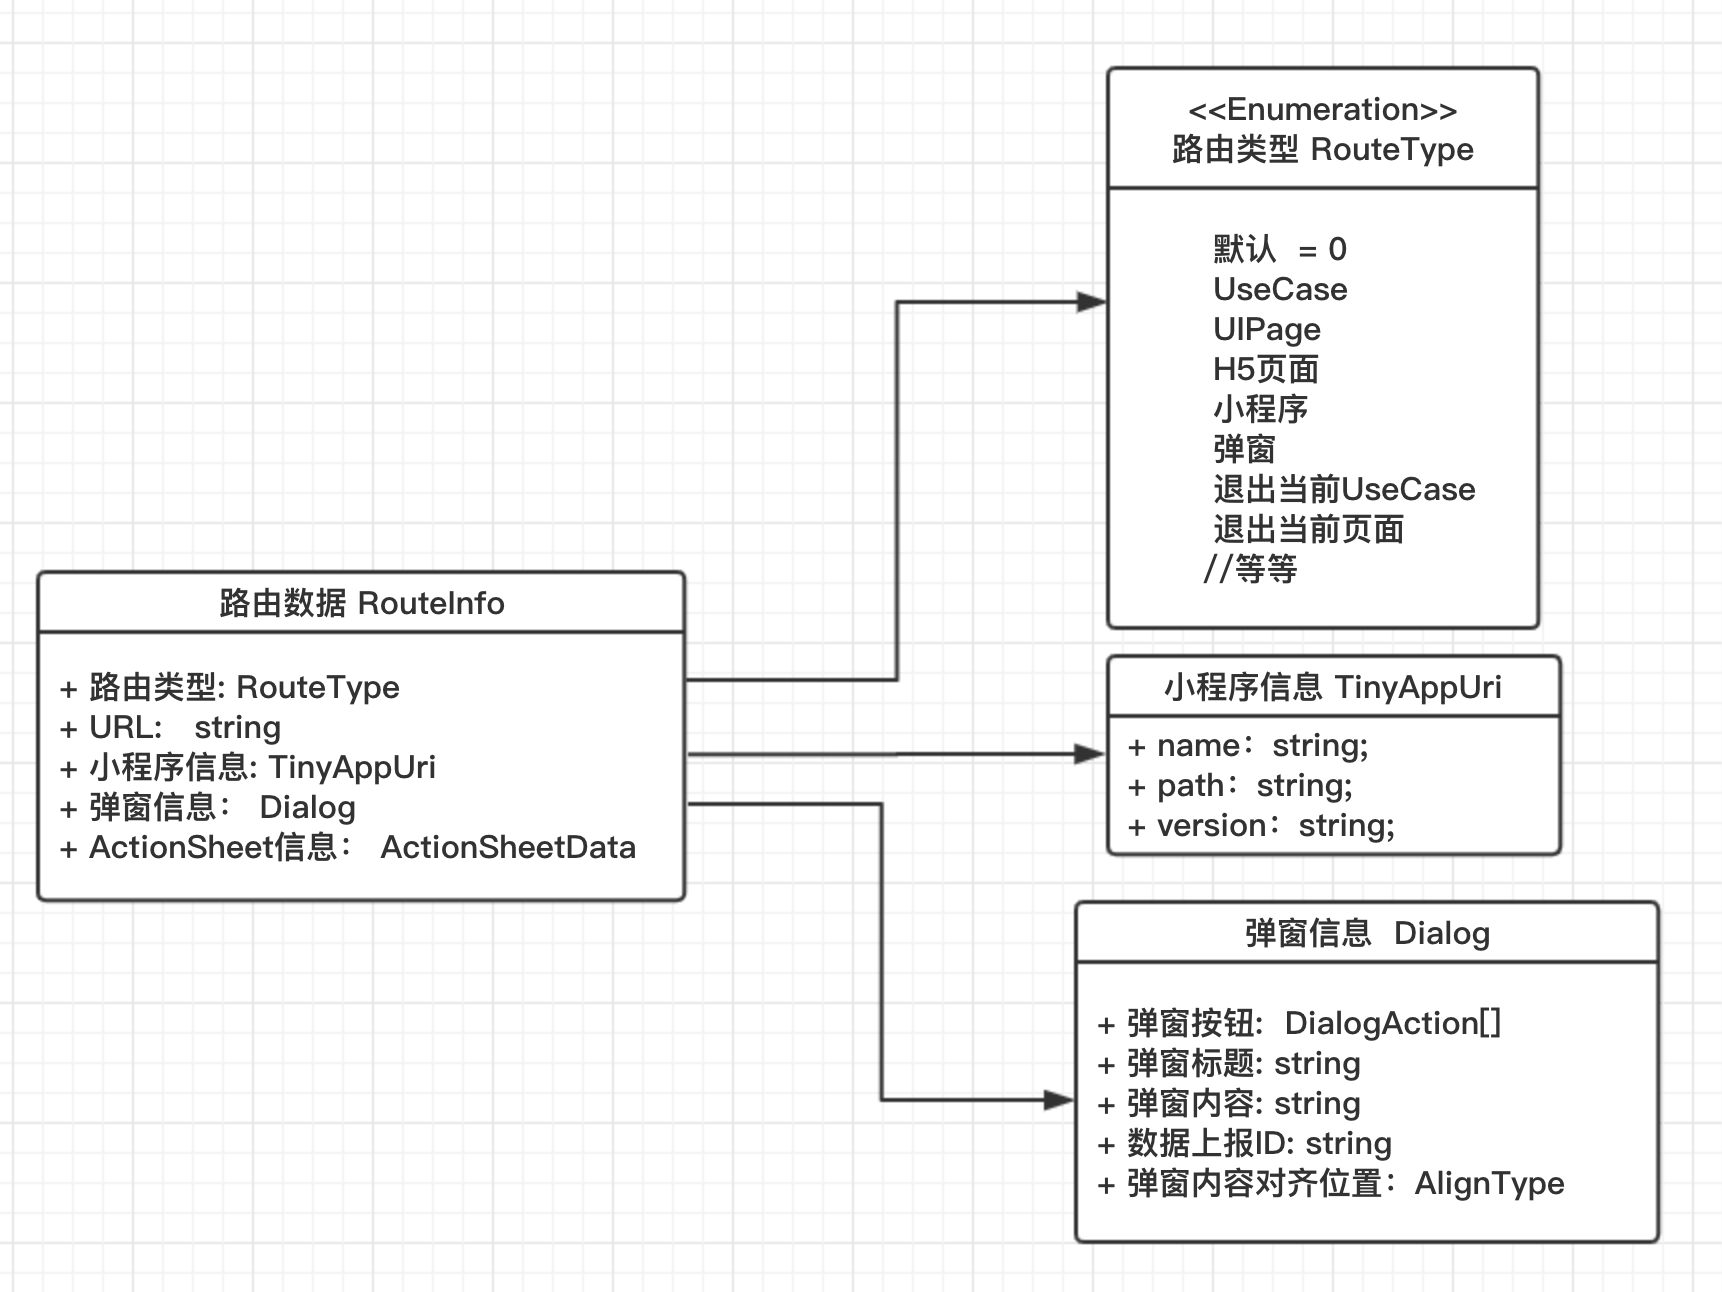 <<Enumeration>>
路由类型 RouteType
默认 = 0
UseCase
UIPage
H5页面
小程序
弹窗
退出当前UseCase
退出当前页面
//等等
路由数据 RouteInfo
+ 路由类型: RouteType
+ URL: string
+ 小程序信息: TinyAppUri
+ 弹窗信息： Dialog
+ ActionSheet信息： ActionSheetData
小程序信息 TinyAppUri
+ name：string;
+ path：string;
+ version：string;
弹窗信息 Dialog
+ 弹窗按钮: DialogAction[]
+ 弹窗标题: string
+ 弹窗内容: string
+ 数据上报ID: string
+ 弹窗内容对齐位置：AlignType